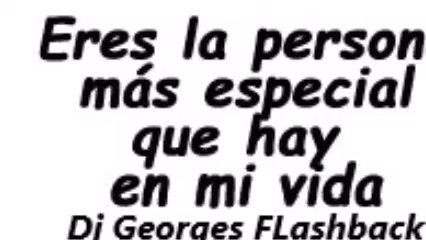 Eres la person
más especial
que hay
en mi vida
Dj Georges FLashback